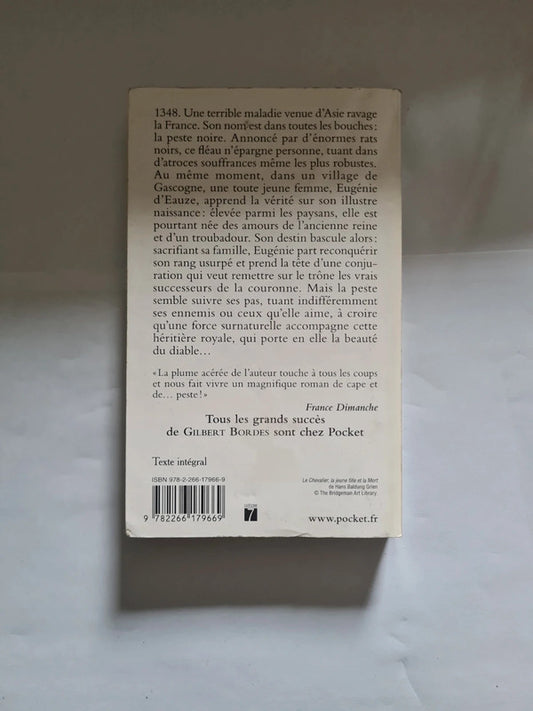 1348. Une terrible maladie venue d'Asie ravage
la France. Son nom est dans toutes les bouches :
la peste noire. Annoncé par d'énormes rats
noirs, ce fléau n'épargne personne, tuant dans
d'atroces souffrances même les plus robustes.
Au même moment, dans un village de
Gascogne, une toute jeune femme, Eugénie
d'Eauze, apprend la vérité sur son illustre
naissance : élevée parmi les paysans, elle est
pourtant née des amours de l'ancienne reine
et d'un troubadour. Son destin bascule alors :
sacrifiant sa famille, Eugénie part reconquérir
son rang usurpé et prend la tête d'une conju-
ration qui veut remettre sur le trône les vrais
successeurs de la couronne. Mais la peste
semble suivre ses pas, tuant indifféremment
ses ennemis ou ceux qu'elle aime, à croire
qu'une force surnaturelle accompagne cette
héritière royale, qui porte en elle la beauté
du diable…
« La plume acérée de l'auteur touche à tous les coups
et nous fait vivre un magnifique roman de cape et
de… peste ! »
France Dimanche
Tous les grands succès
de GILBERT BORDES sont chez Pocket
Texte intégral
ISBN 978-2-266-17966-9
9 782266 179669
7
Le Chevalier, la jeune fille et la Mort
de Hans Baldung Grien
© The Bridgeman Art Library.
www.pocket.fr